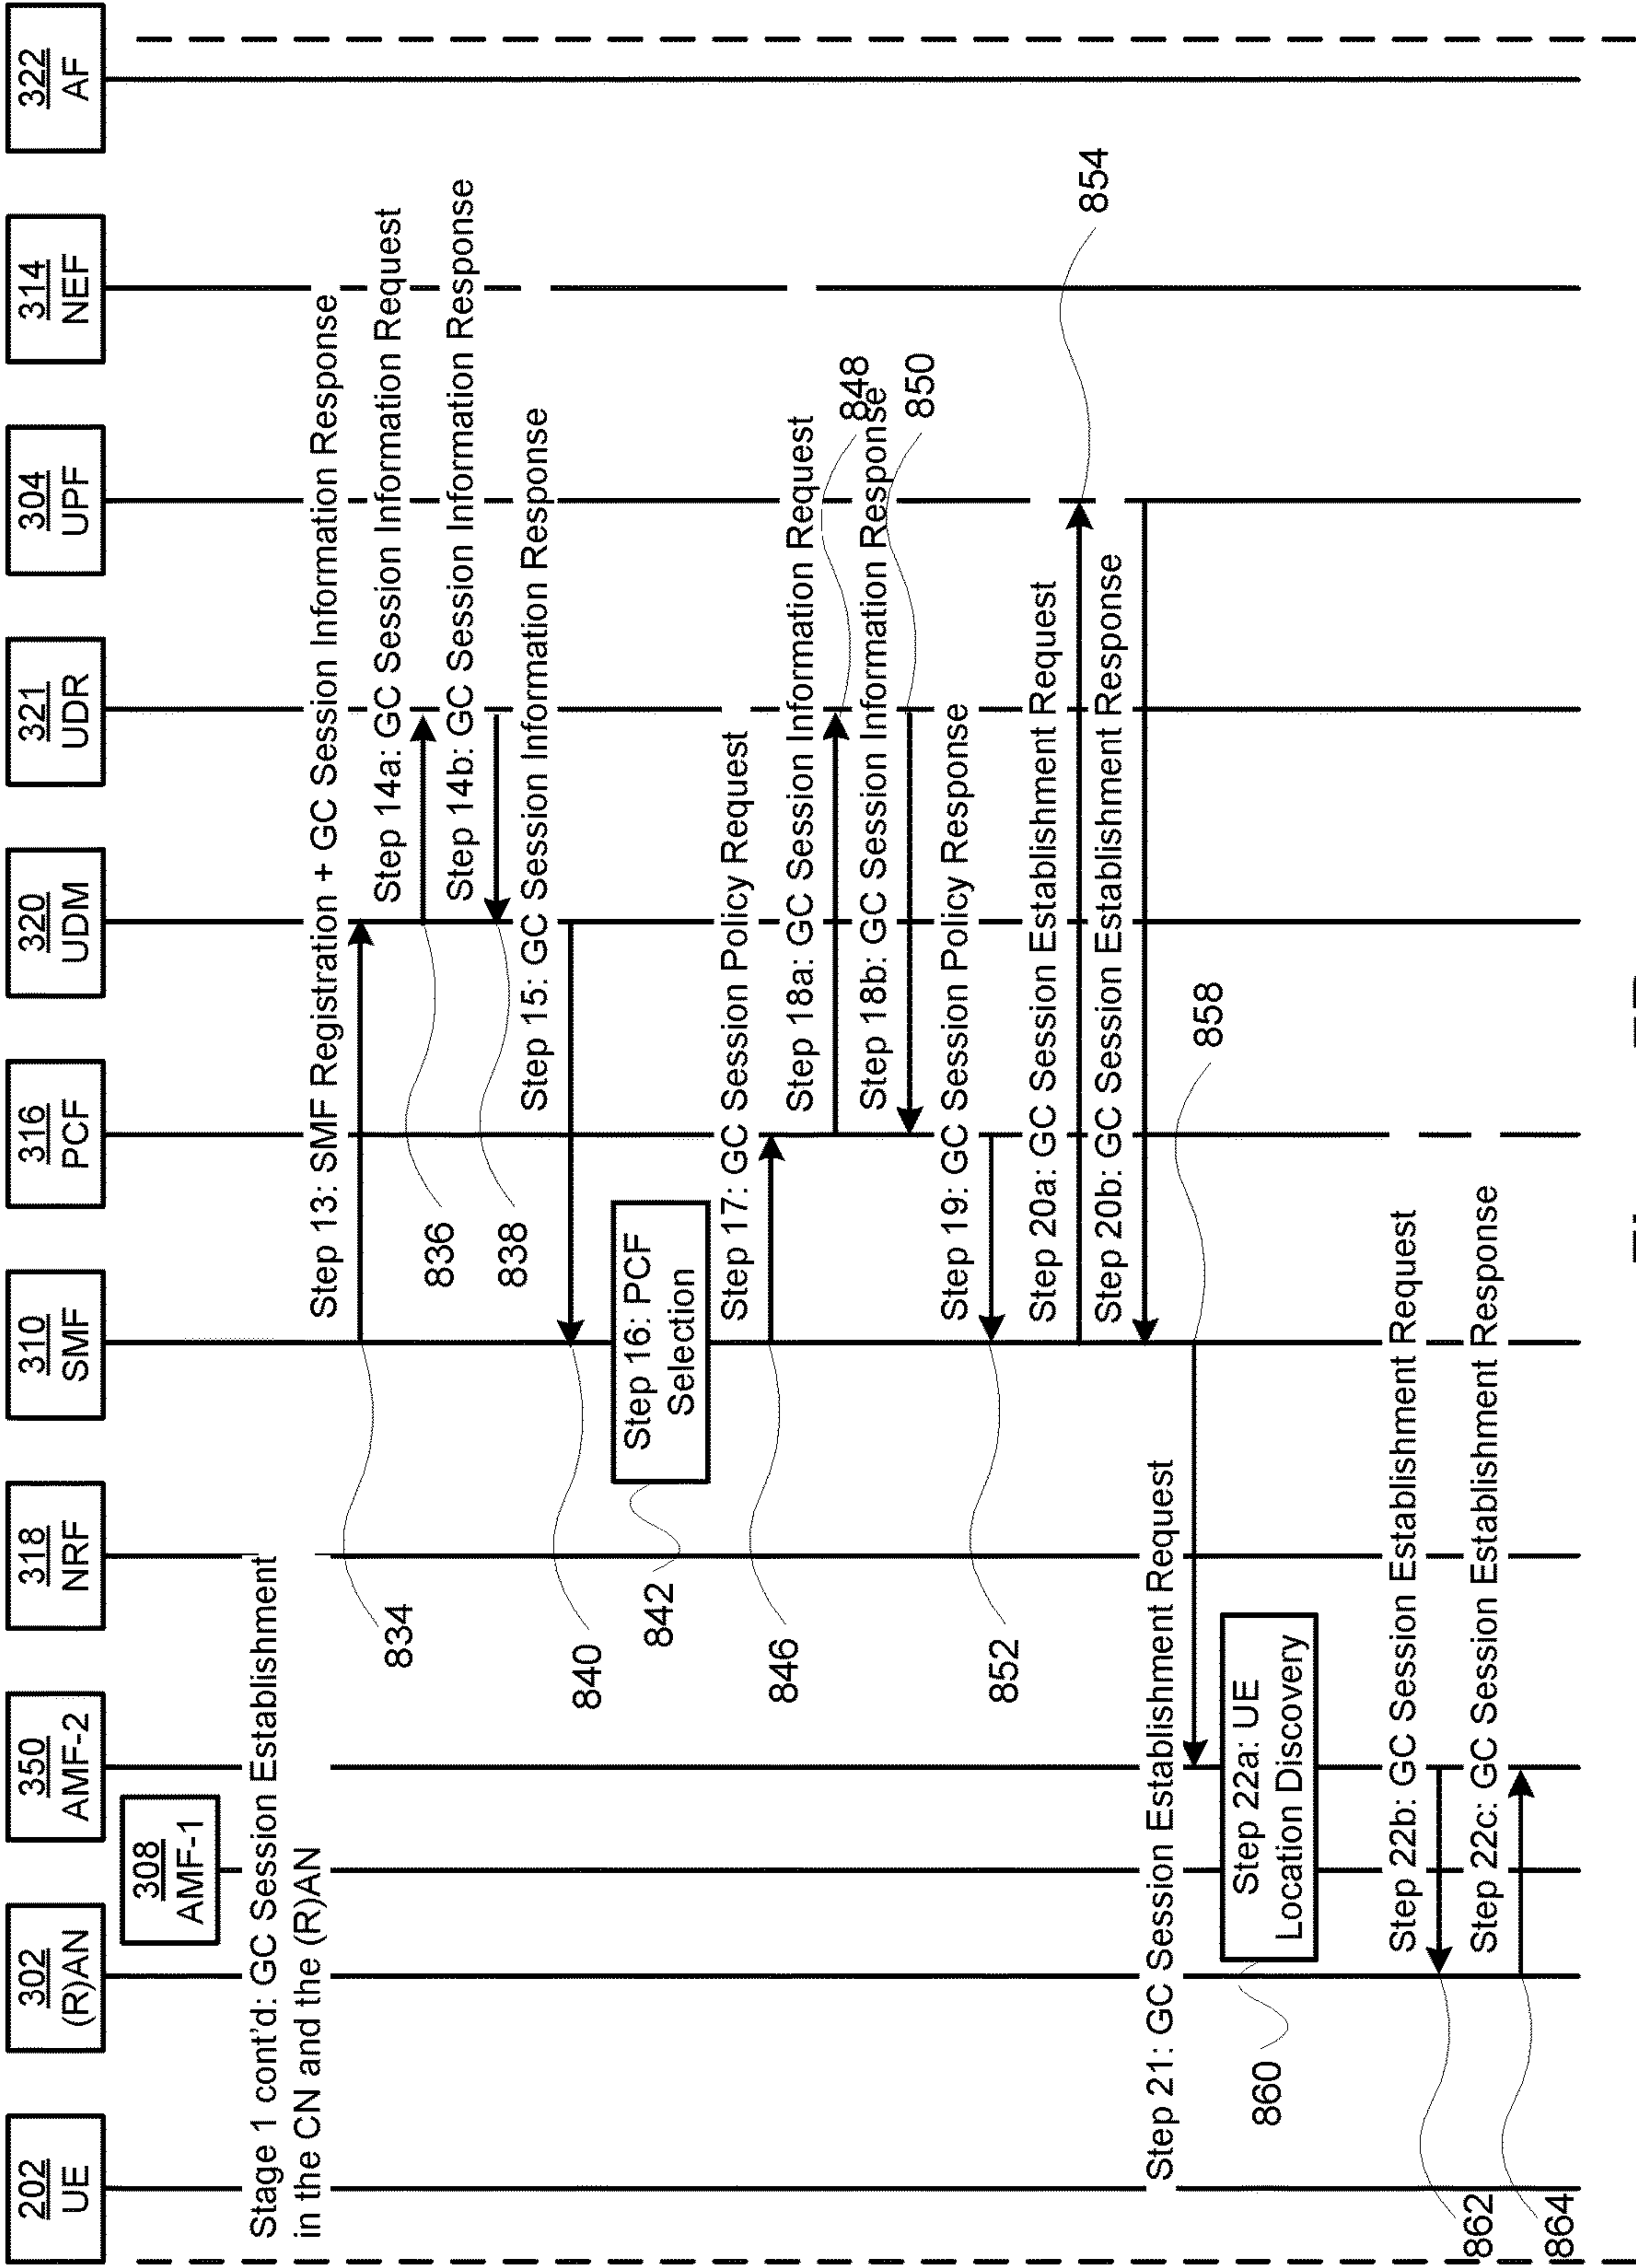 202
UE
302
(R)AN
308
AMF-1
350
AMF-2
318
NRF
310
SMF
316
PCF
320
UDM
321
UDR
304
UPF
314
NEF
322
AF
Stage 1 cont'd: GC Session Establishment
in the CN and the (R)AN
Step 13: SMF Registration + GC Session Information Response
834
Step 14a: GC Session Information Request
836
Step 14b: GC Session Information Response
838
Step 15: GC Session Information Response
840
Step 16: PCF
Selection
842
Step 17: GC Session Policy Request
846
Step 18a: GC Session Information Request
848
Step 18b: GC Session Information Response
850
Step 19: GC Session Policy Response
852
Step 20a: GC Session Establishment Request
854
Step 20b: GC Session Establishment Response
Step 21: GC Session Establishment Request
858
Step 22a: UE
Location Discovery
860
Step 22b: GC Session Establishment Request
862
Step 22c: GC Session Establishment Response
864